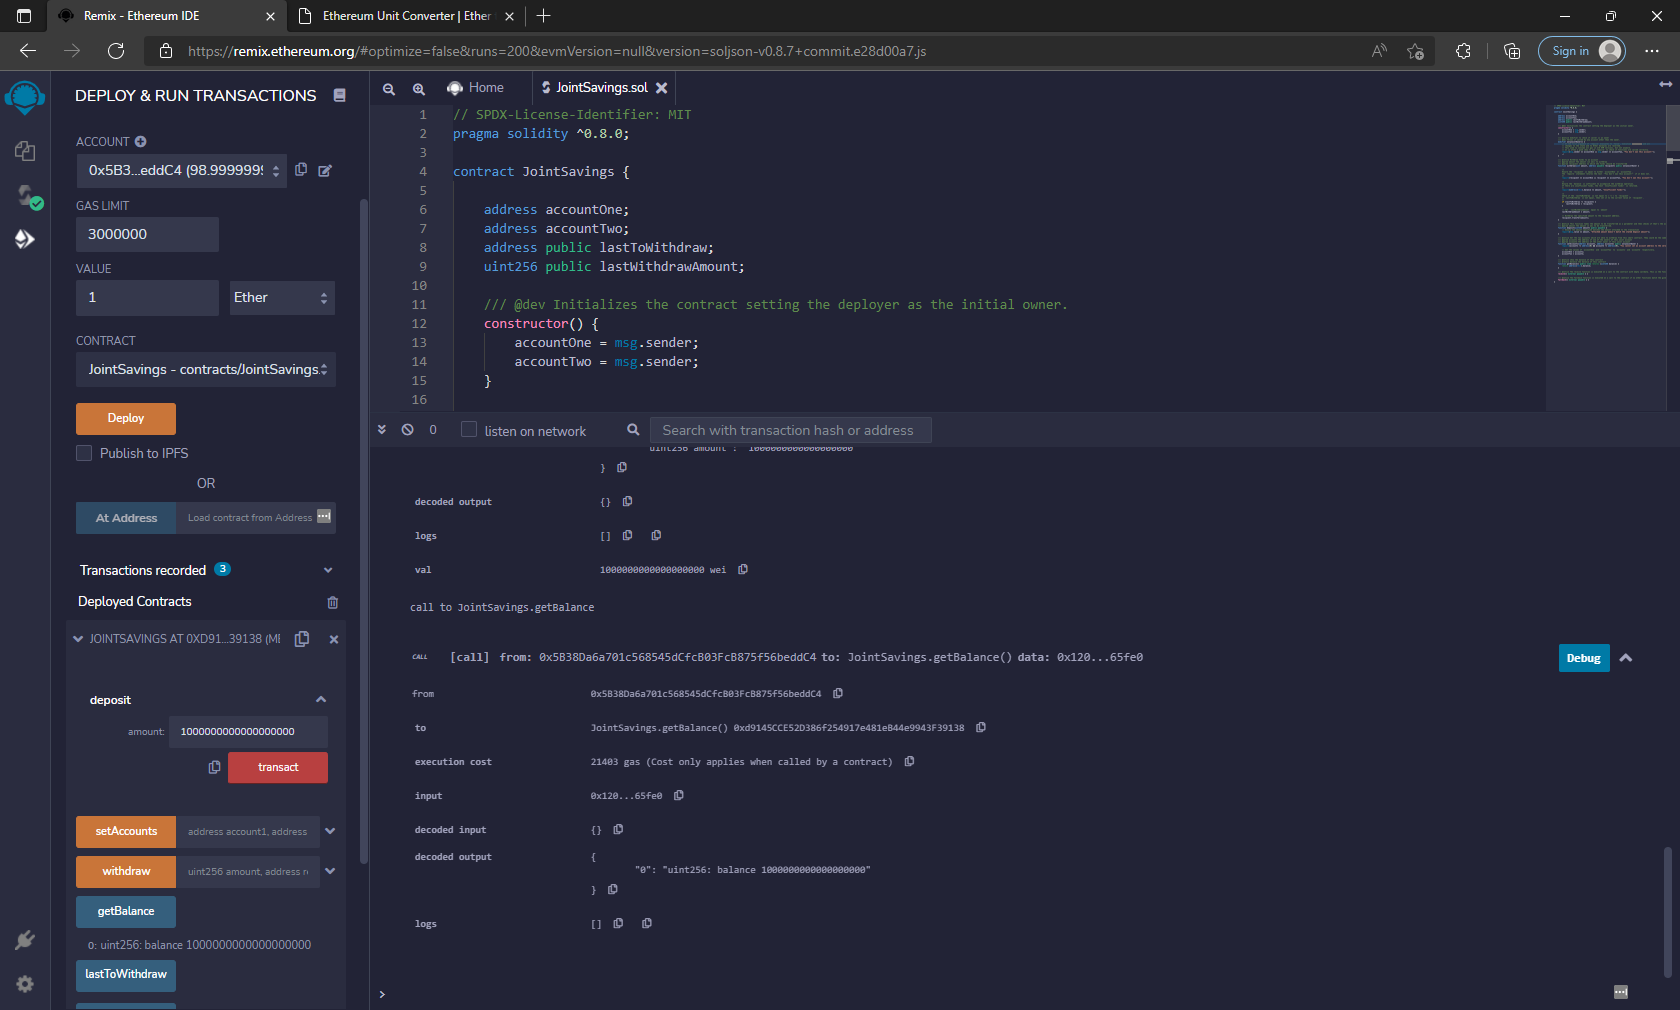 Remix - Ethereum IDE
Ethereum Unit Converter | Ether
https://remix.ethereum.org/#optimize=false&runs=200&evmVersion=null&version=soljson-v0.8.7+commit.e28d00a7.js
Sign in
DEPLOY & RUN TRANSACTIONS
ACCOUNT
0x5B3...eddC4 (98.9999999
GAS LIMIT
3000000
VALUE
1
Ether
CONTRACT
JointSavings - contracts/JointSavings.
Deploy
Publish to IPFS
OR
At Address
Load contract from Address
Transactions recorded 3
Deployed Contracts
JOINTSAVINGS AT 0XD91...39138 (ME
deposit
amount:
1000000000000000000
transact
setAccounts
address account1, address
withdraw
uint256 amount, address r
getBalance
0: uint256: balance 1000000000000000000
lastToWithdraw
Home
JointSavings.sol
1 // SPDX-License-Identifier: MIT
2 pragma solidity ^0.8.0;
3
4 contract JointSavings {
5
6 address accountOne;
7 address accountTwo;
8 address public lastToWithdraw;
9 uint256 public lastWithdrawAmount;
10
11 /// @dev Initializes the contract setting the deployer as the initial owner.
12 constructor() {
13 accountOne = msg.sender;
14 accountTwo = msg.sender;
15 }
16
0
listen on network
Search with transaction hash or address
uint256 amount : 1000000000000000000
}
decoded output {}
logs []
val 1000000000000000000 wei
call to JointSavings.getBalance
CALL [call] from: 0x5B38Da6a701c568545dCfcB03FcB875f56beddC4 to: JointSavings.getBalance() data: 0x120...65fe0
Debug
from 0x5B38Da6a701c568545dCfcB03FcB875f56beddC4
to JointSavings.getBalance() 0xd9145CCE52D386f254917e481eB44e9943F39138
execution cost 21403 gas (Cost only applies when called by a contract)
input 0x120...65fe0
decoded input {}
decoded output {
"0": "uint256: balance 1000000000000000000"
}
logs []
>